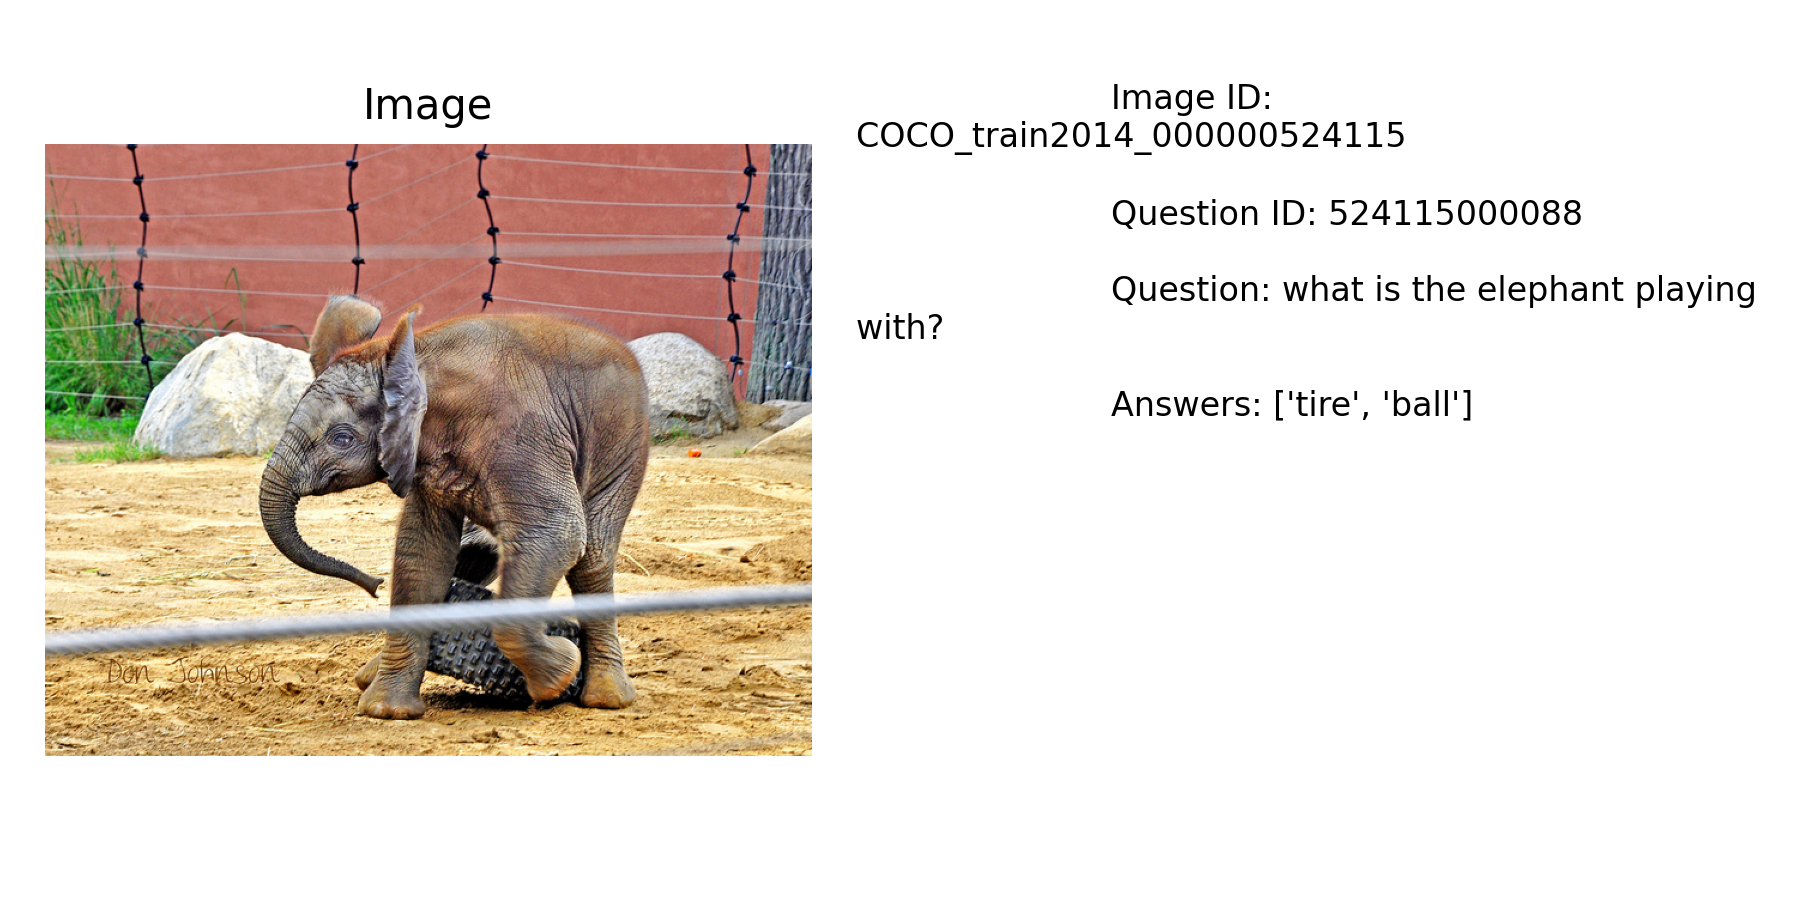 Image
Don Johnson
Image ID:
COCO_train2014_000000524115
Question ID: 524115000088
Question: what is the elephant playing
with?
Answers: ['tire', 'ball']